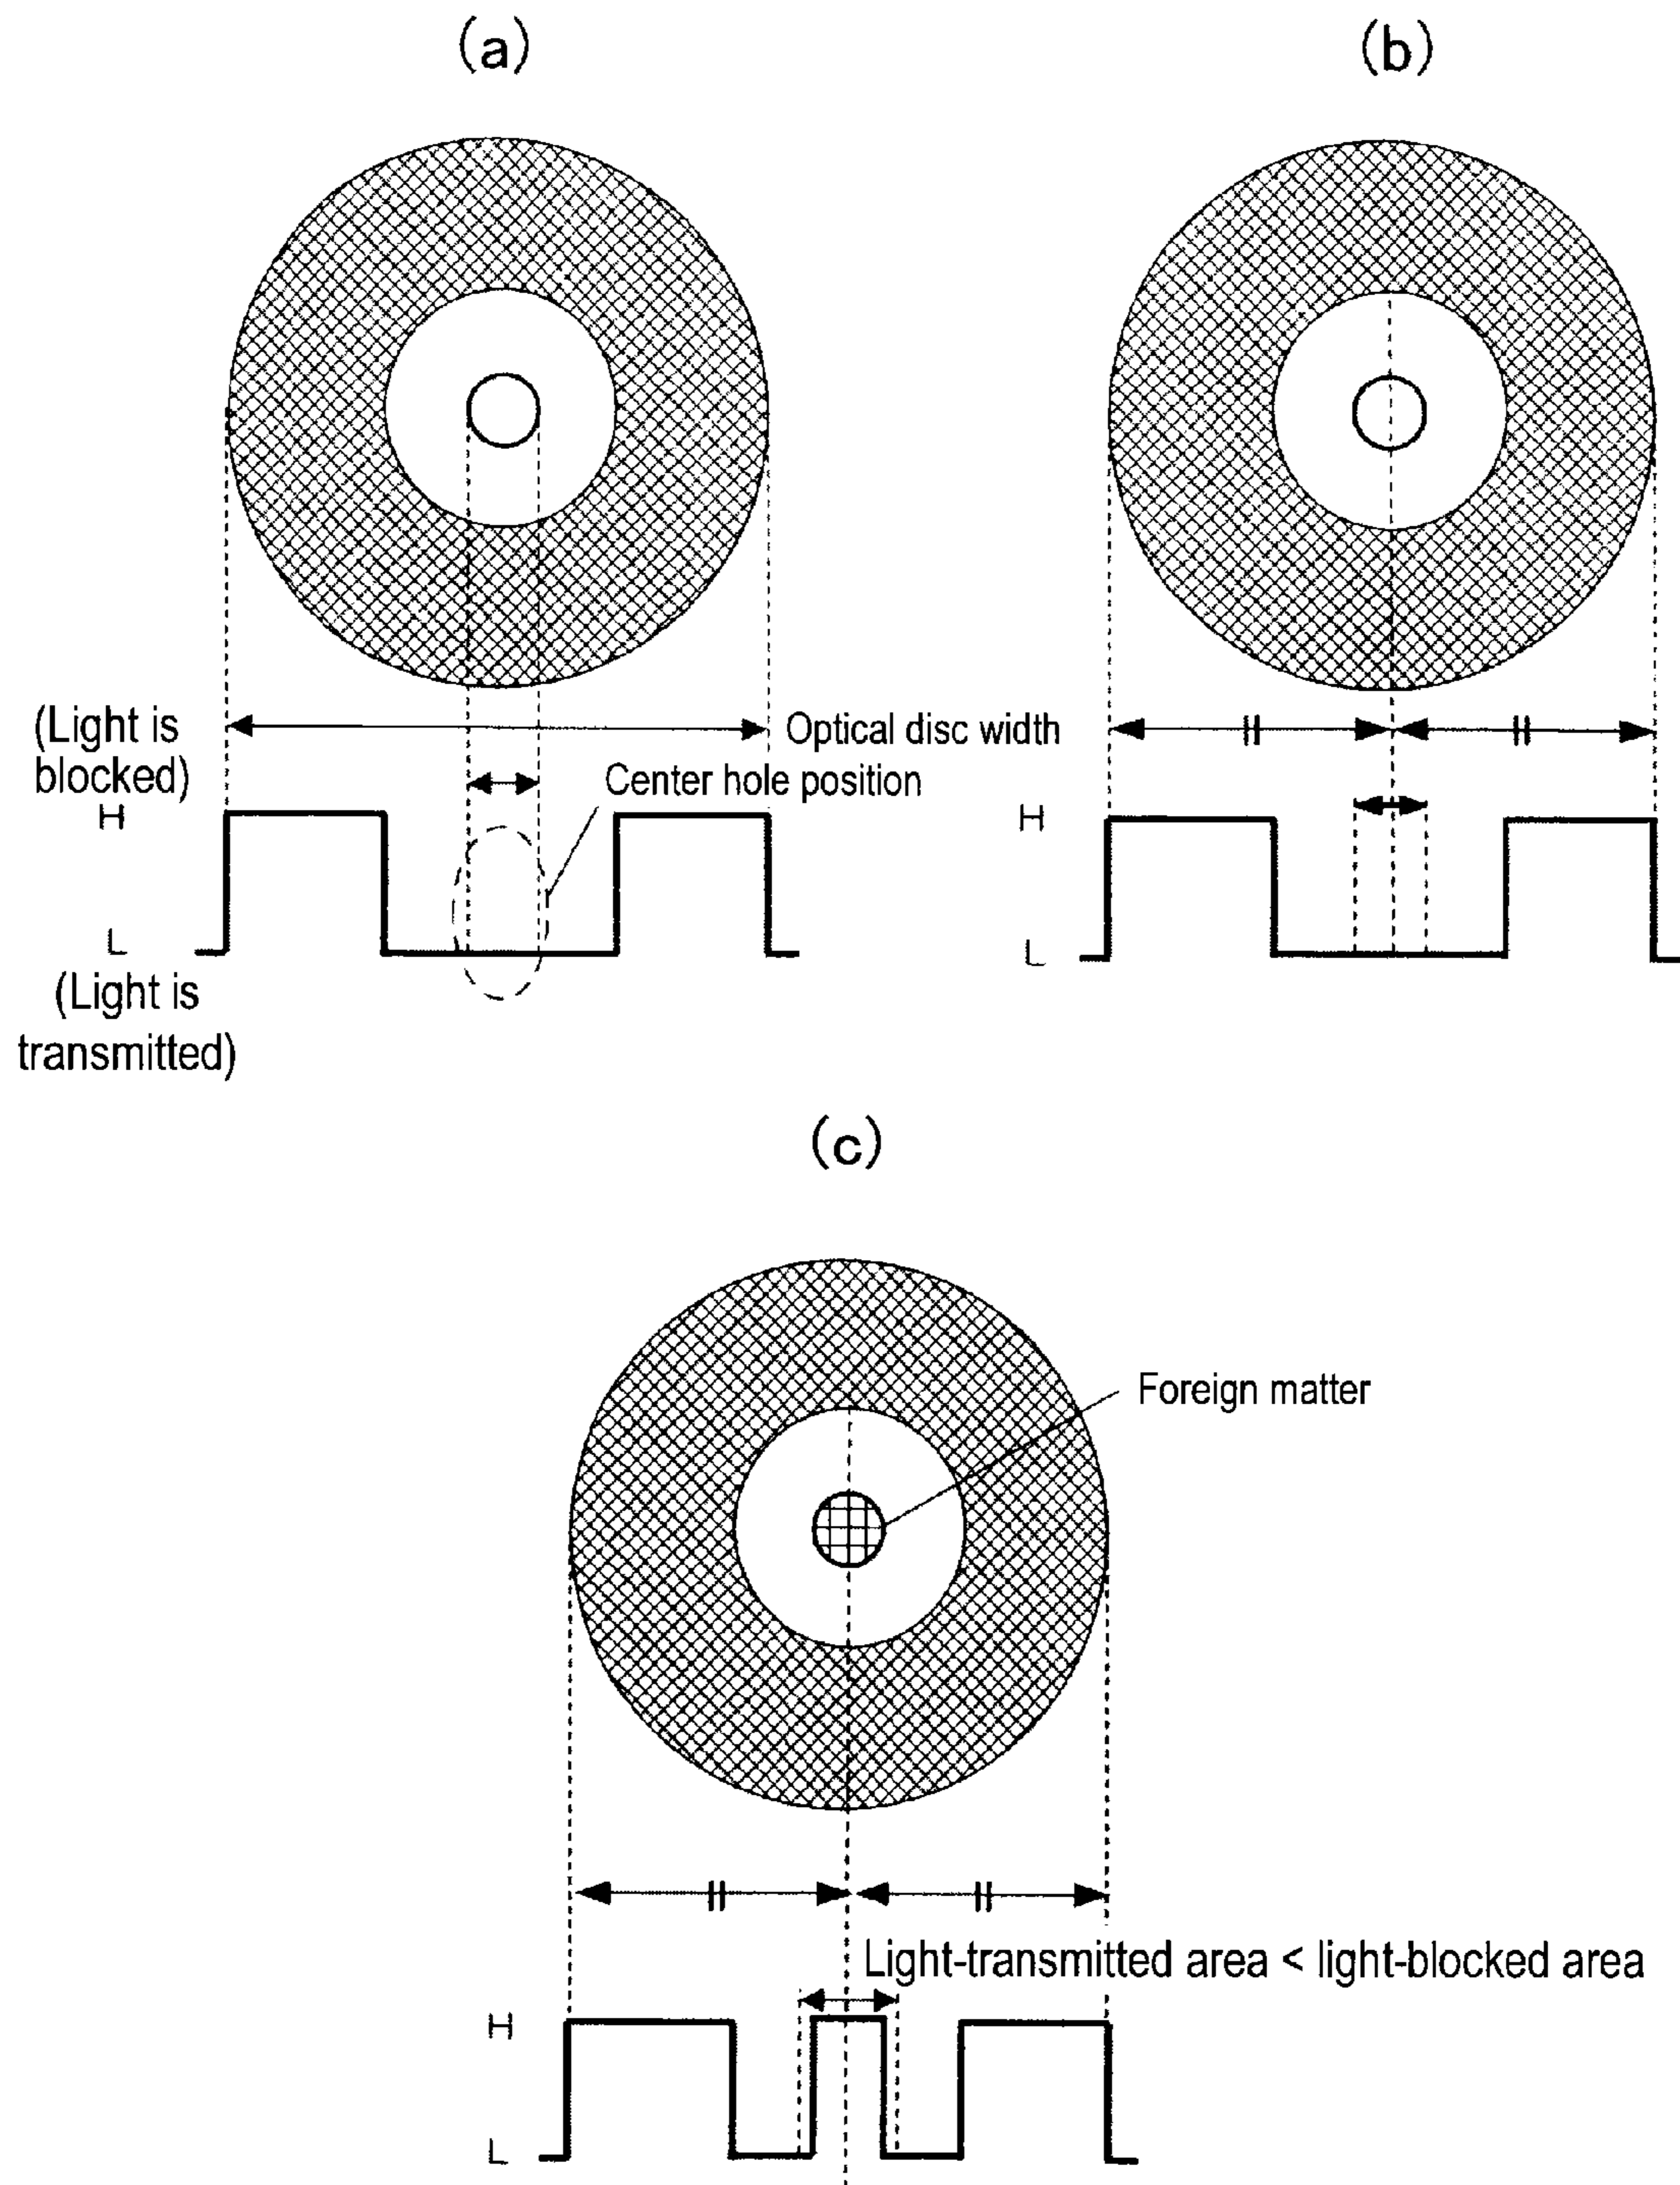 (a)
(b)
(Light is
blocked)
Optical disc width
Center hole position
H
H
L
L
(Light is
transmitted)
(c)
Foreign matter
Light-transmitted area < light-blocked area
H
L